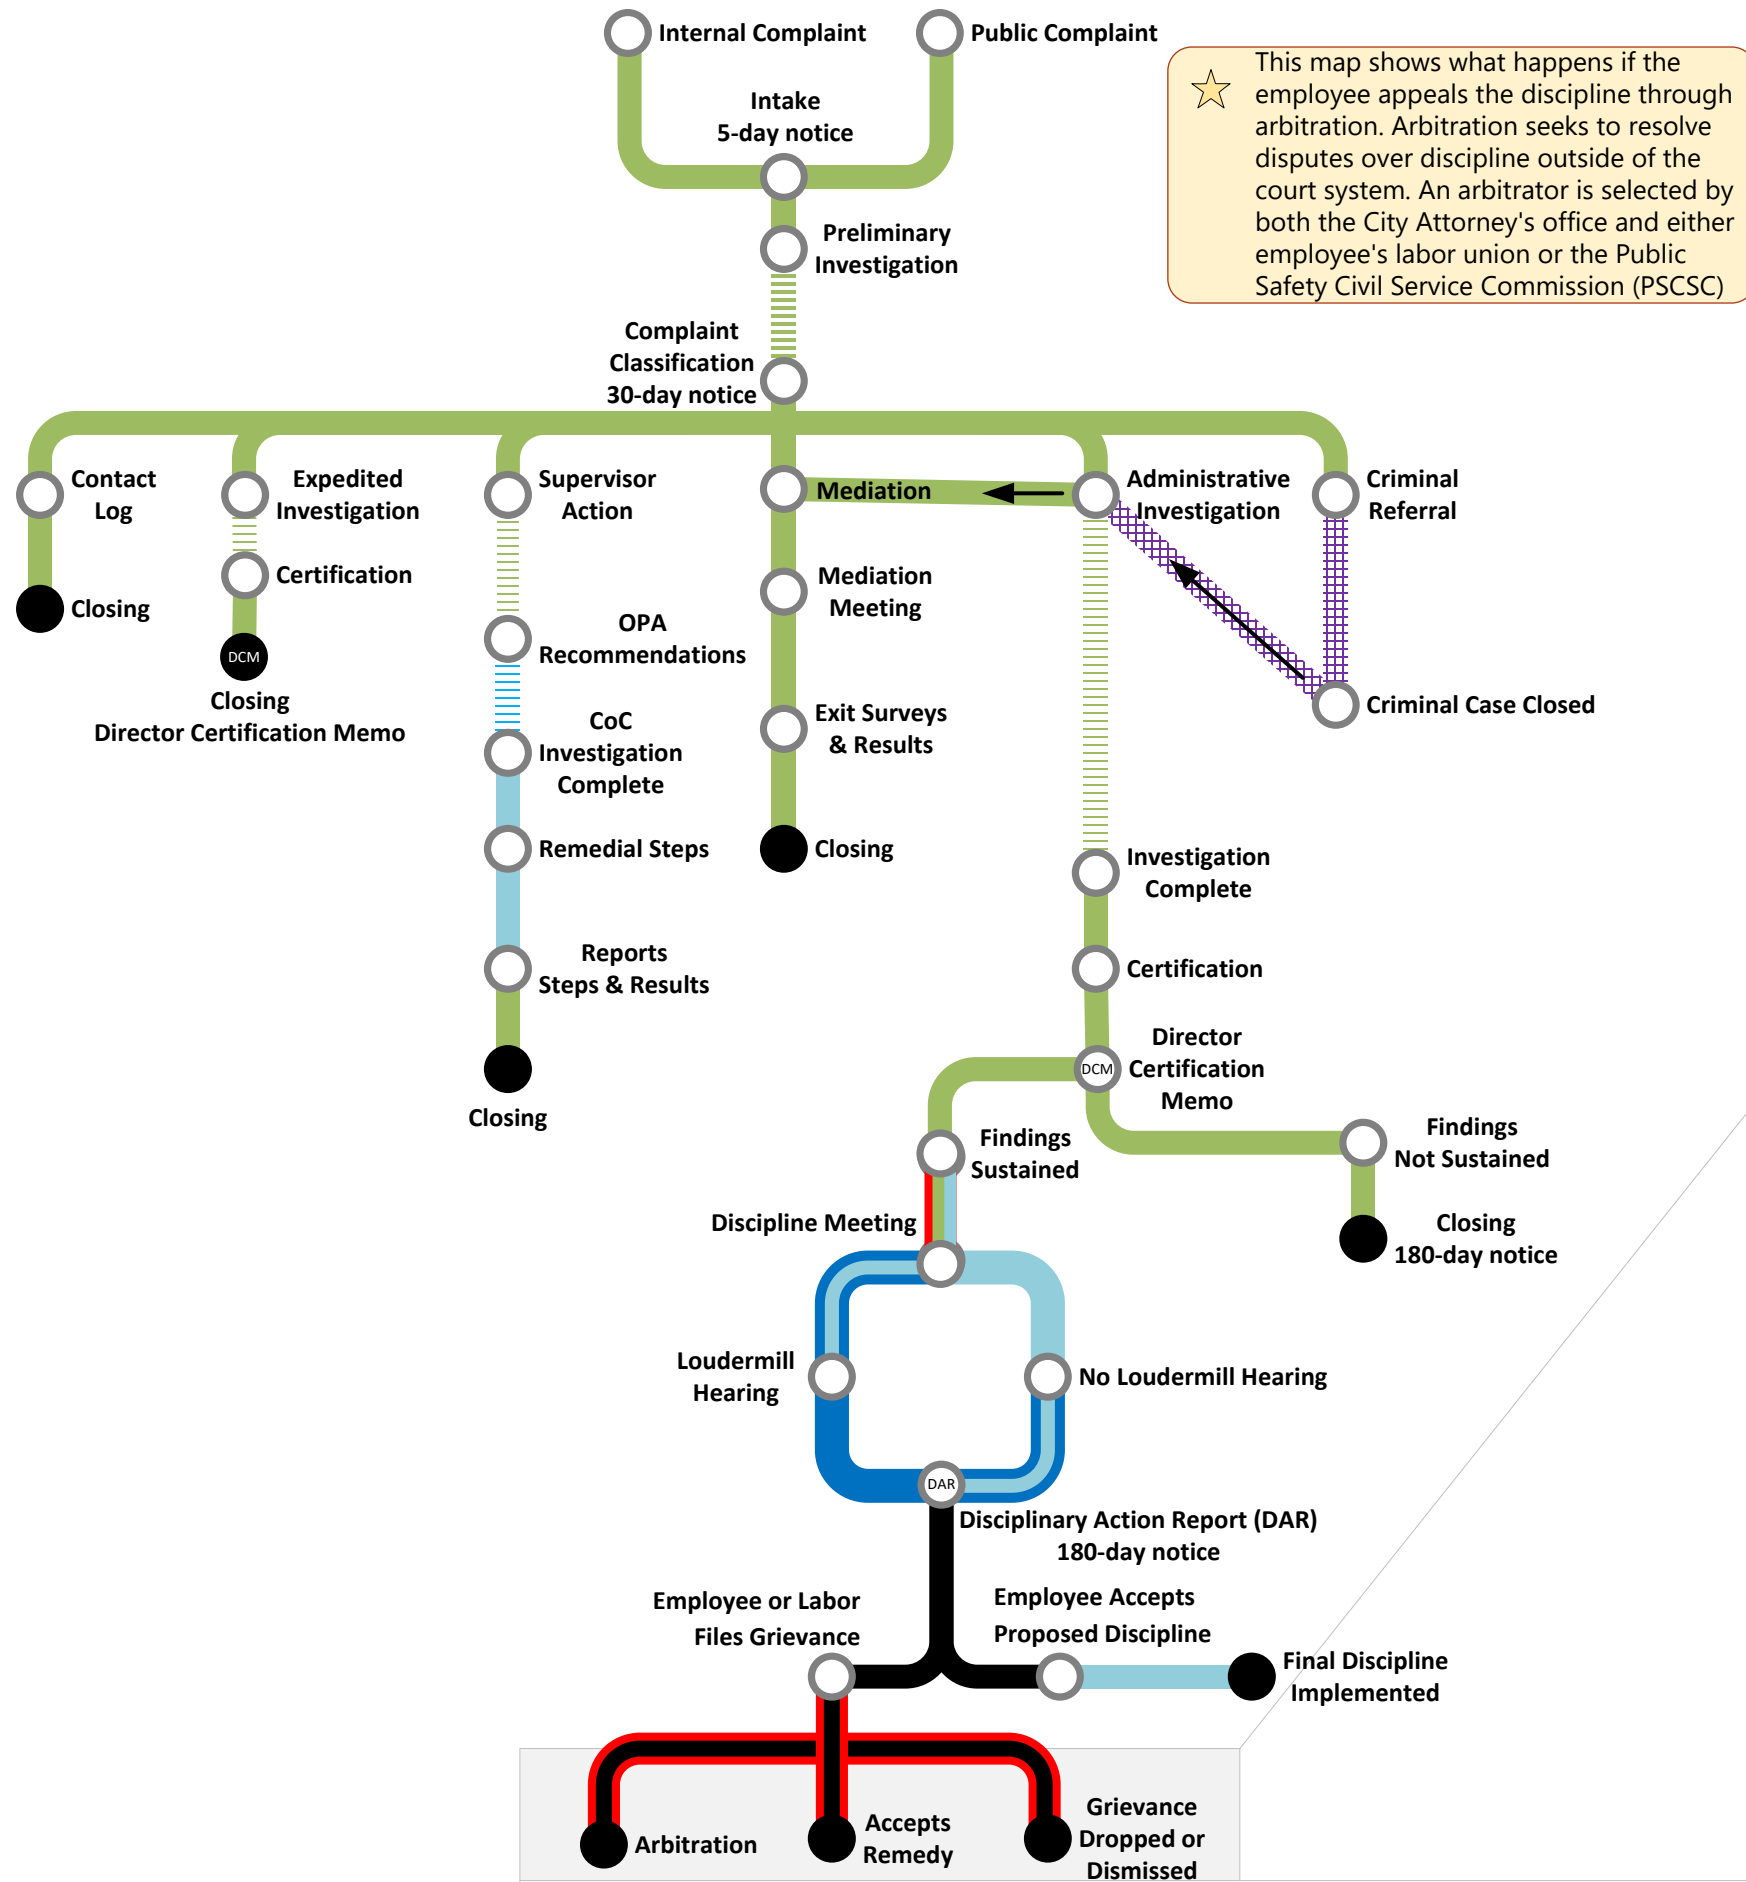 Internal Complaint
Public Complaint
This map shows what happens if the
employee appeals the discipline through
arbitration. Arbitration seeks to resolve
disputes over discipline outside of the
court system. An arbitrator is selected by
both the City Attorney's office and either
employee's labor union or the Public
Safety Civil Service Commission (PSCSC)
Intake
5-day notice
Preliminary
Investigation
Complaint
Classification
30-day notice
Contact
Log
Expedited
Investigation
Supervisor
Action
Mediation
Administrative
Investigation
Criminal
Referral
Closing
Certification
DCM
Closing
Director Certification Memo
OPA
Recommendations
CoC
Investigation
Complete
Remedial Steps
Reports
Steps & Results
Closing
Mediation
Meeting
Exit Surveys
& Results
Closing
Criminal Case Closed
Investigation
Complete
Certification
DCM
Director
Certification
Memo
Findings
Sustained
Findings
Not Sustained
Closing
180-day notice
Discipline Meeting
Loudermill
Hearing
No Loudermill Hearing
DAR
Disciplinary Action Report (DAR)
180-day notice
Employee or Labor
Files Grievance
Employee Accepts
Proposed Discipline
Final Discipline
Implemented
Arbitration
Accepts
Remedy
Grievance
Dropped or
Dismissed